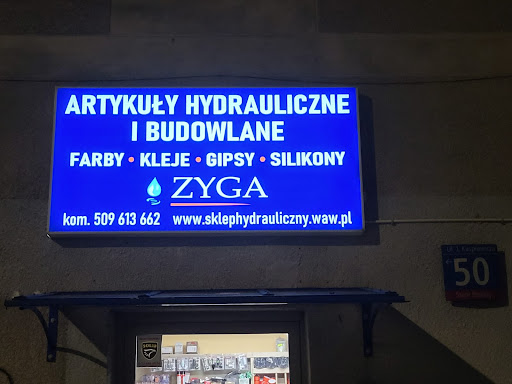 ARTYKUŁY HYDRAULICZNE
I BUDOWLANE
FARBY • KLEJE • GIPSY • SILIKONY
ZYGA
kom. 509 613 662 www.sklephydrauliczny.waw.pl
50